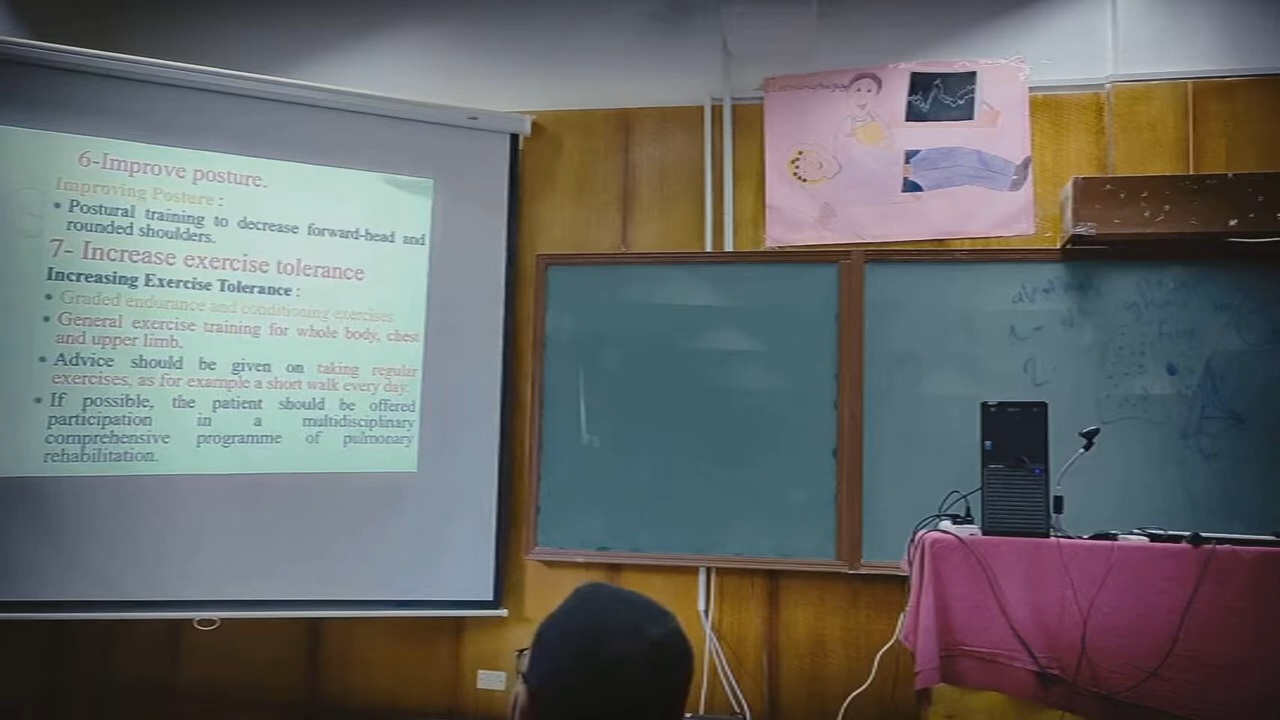 6-Improve posture.
Improving Posture :
• Postural training to decrease forward-head and
rounded shoulders.
7- Increase exercise tolerance
Increasing Exercise Tolerance :
• Graded endurance and conditioning exercises
• General exercise training for whole body, chest
and upper limb.
• Advice should be given on taking regular
exercises, as for example a short walk every day.
• If possible, the patient should be offered
participation in a multidisciplinary
comprehensive programme of pulmonary
rehabilitation.